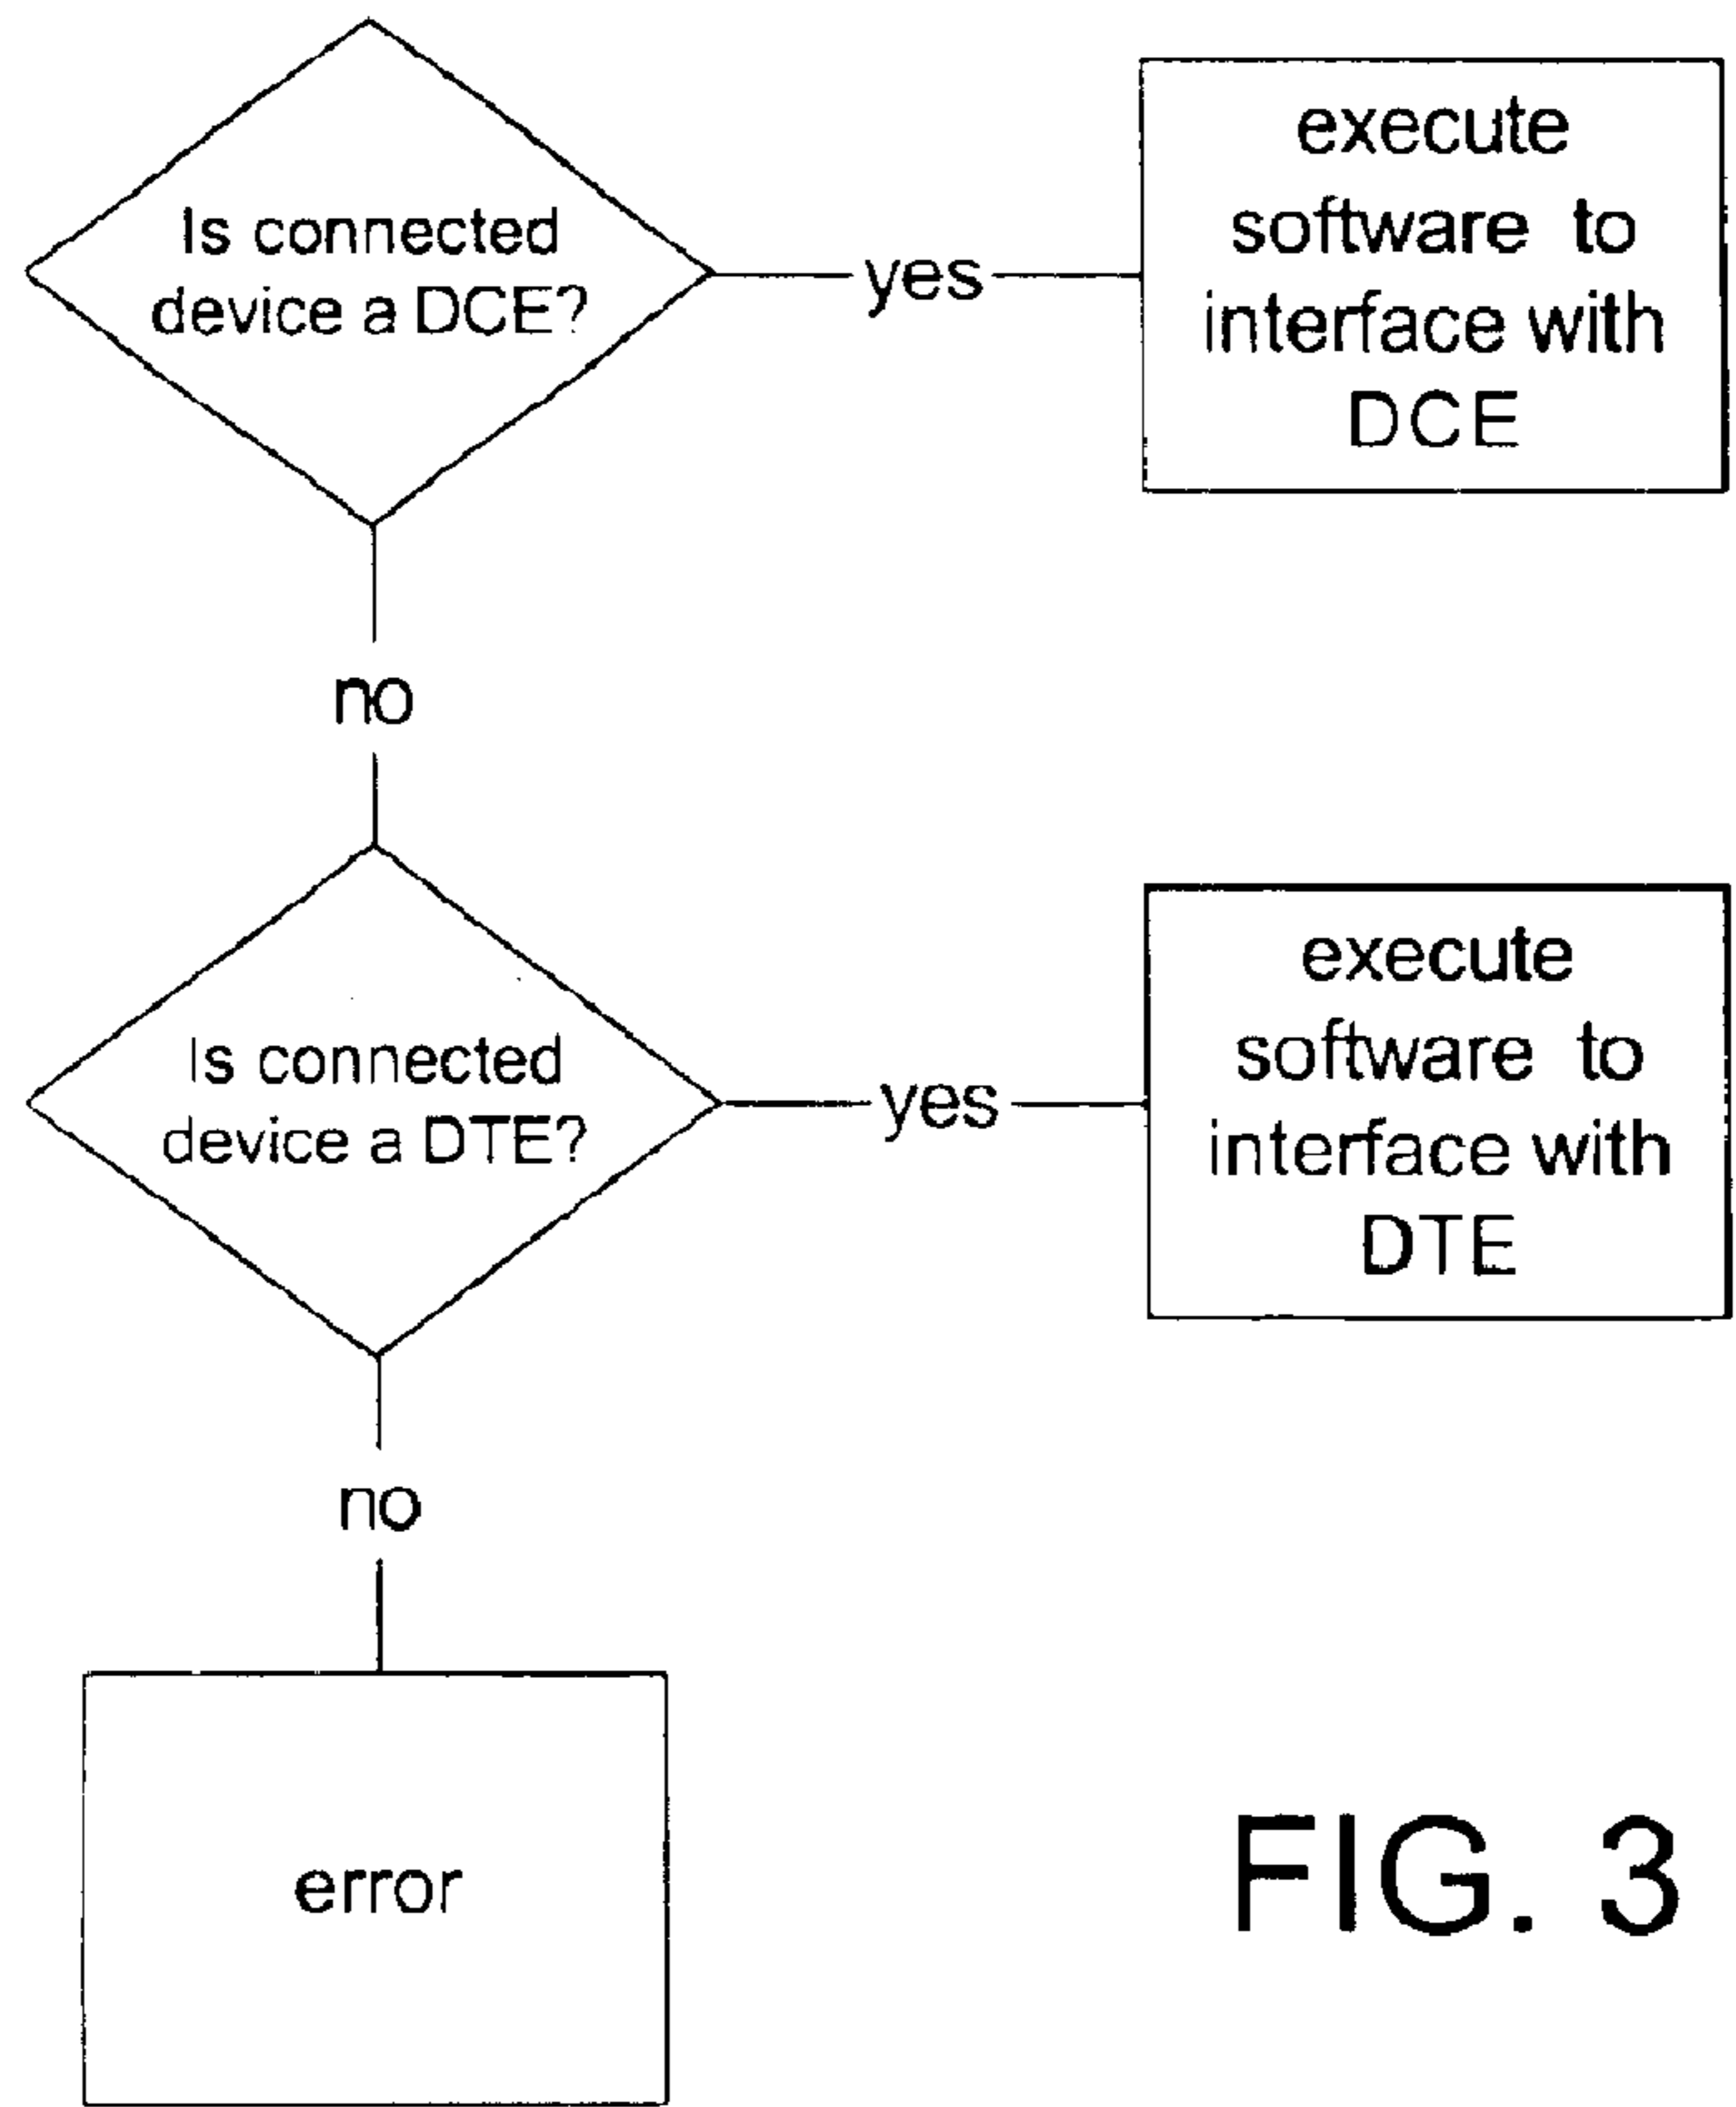 Is connected
device a DCE?
yes
execute
software to
interface with
DCE
no
Is connected
device a DTE?
yes
execute
software to
interface with
DTE
no
error
FIG. 3